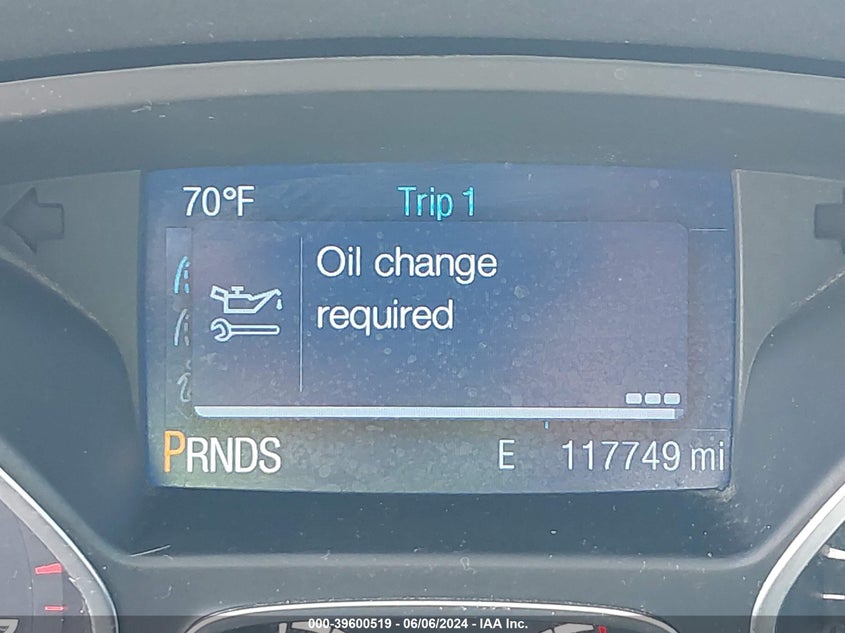 70°F Trip 1
Oil change
required
PRNDS E 117749 mi
000-39600519 - 06/06/2024 - IAA Inc.